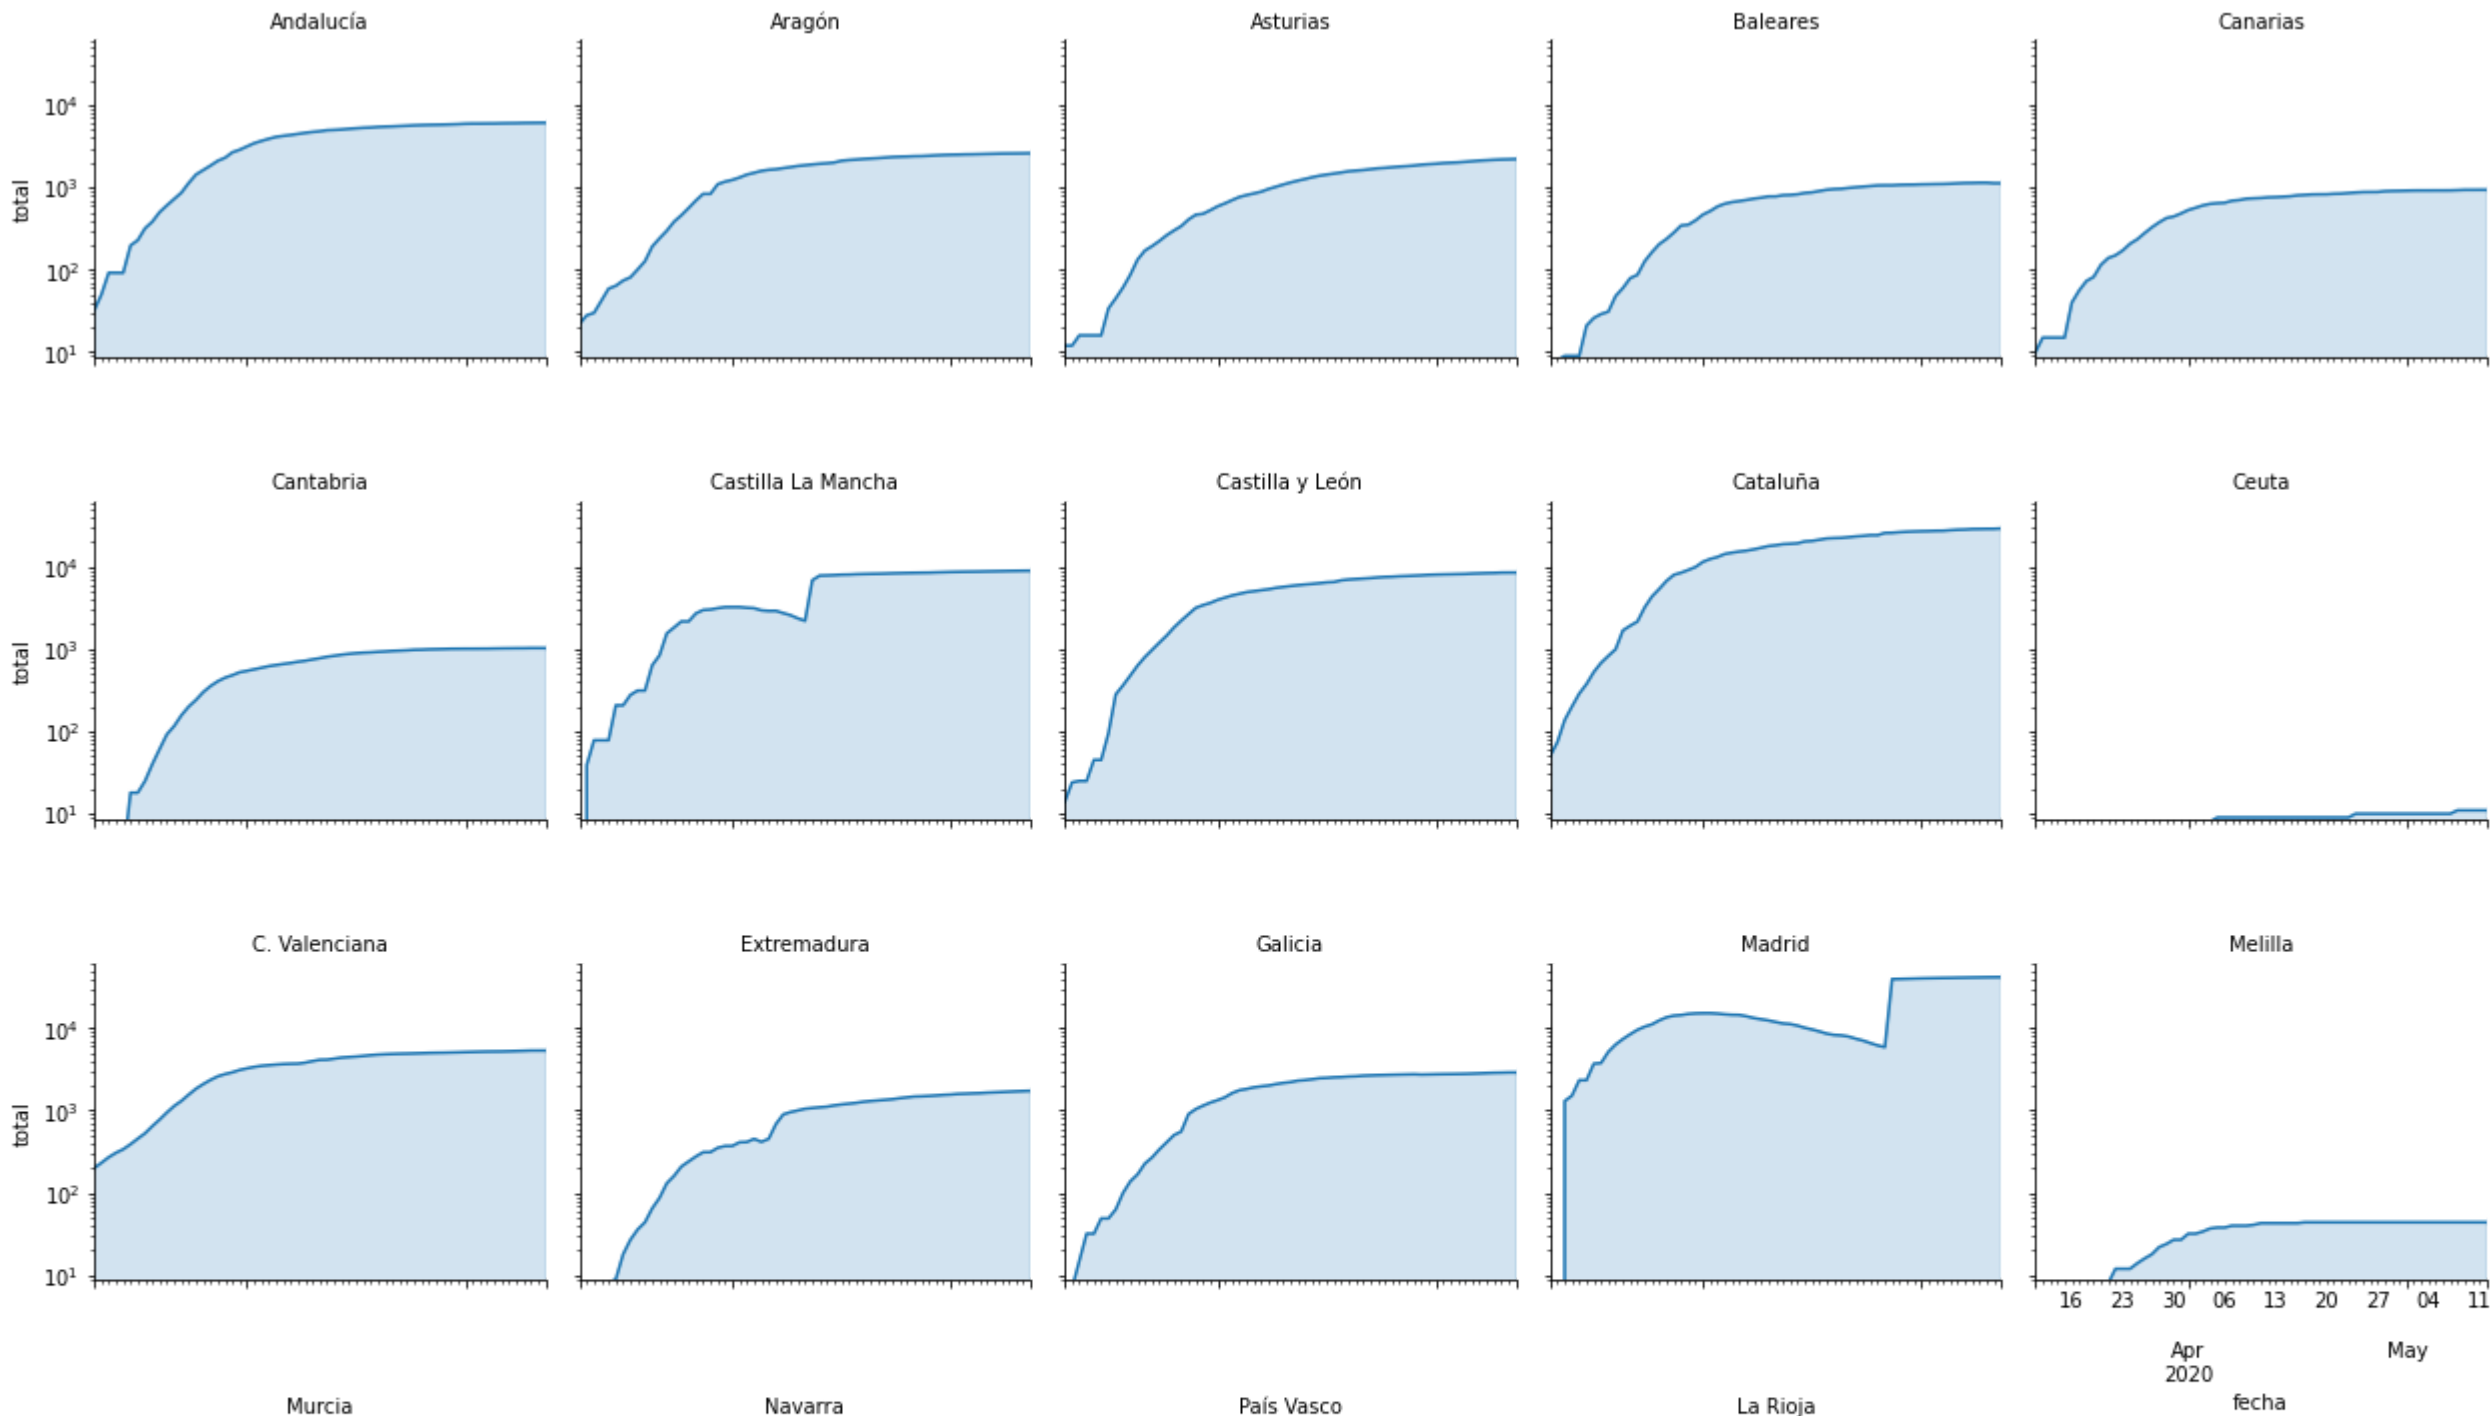 Andalucía
Aragón
Asturias
Baleares
Canarias
total
10⁴
10³
10²
10¹
Cantabria
Castilla La Mancha
Castilla y León
Cataluña
Ceuta
total
10⁴
10³
10²
10¹
C. Valenciana
Extremadura
Galicia
Madrid
Melilla
total
10⁴
10³
10²
10¹
16 23 30 06 13 20 27 04 11
Apr May
2020
fecha
Murcia
Navarra
País Vasco
La Rioja